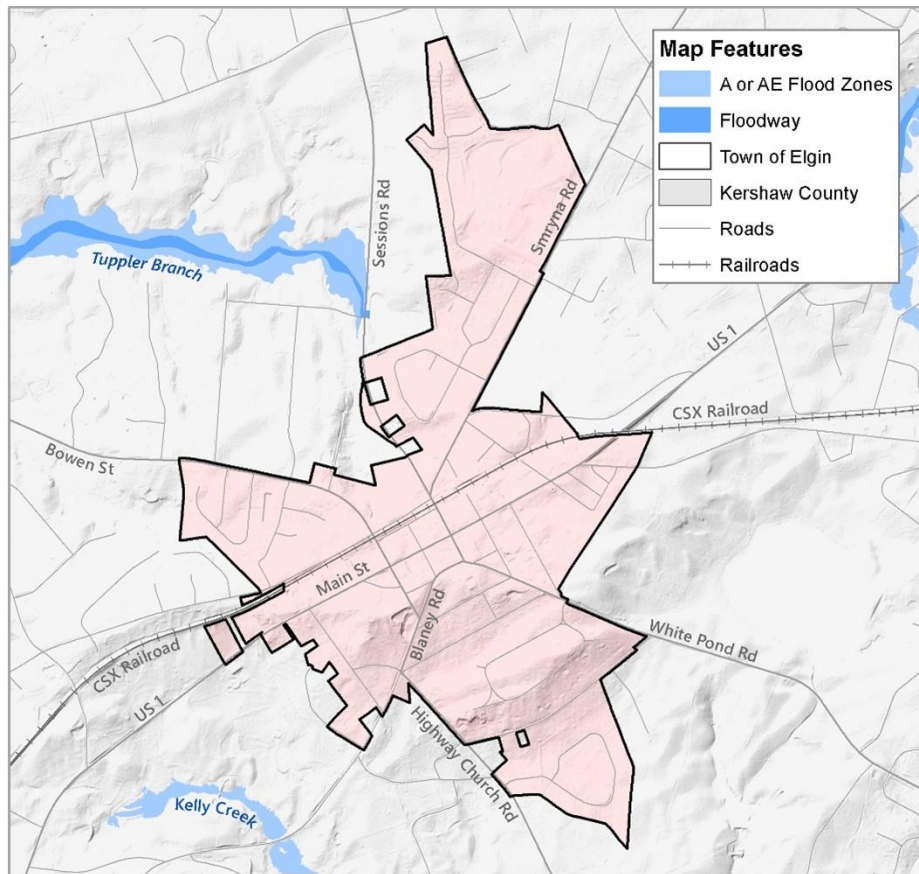 Map Features
A or AE Flood Zones
Floodway
Town of Elgin
Kershaw County
Roads
Railroads
Sessions Rd
Smryna Rd
Tuppler Branch
US 1
CSX Railroad
Bowen St
Main St
Blaney Rd
White Pond Rd
CSX Railroad
US 1
Highway Church Rd
Kelly Creek